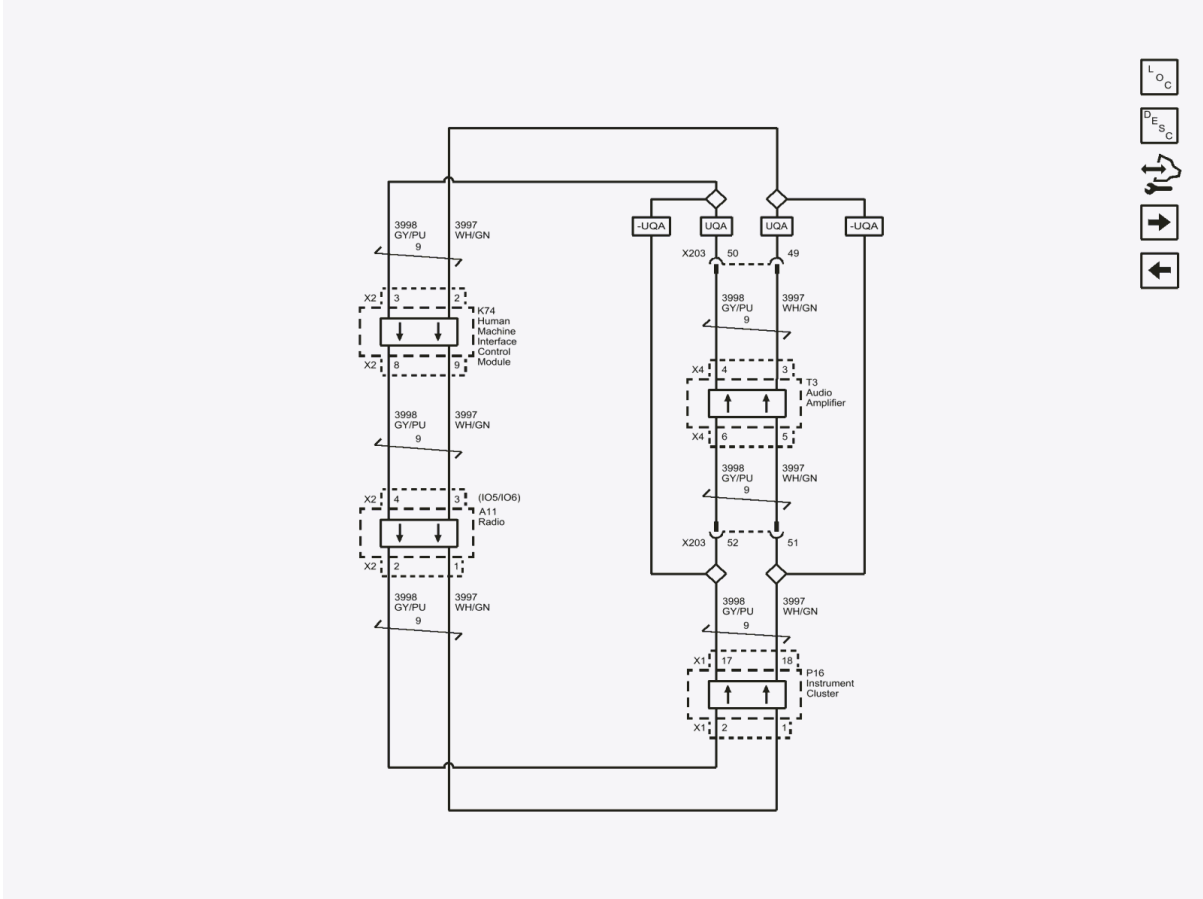 LOC
DESC
-UQA
UQA
UQA
-UQA
X203 50 49
3998
GY/PU
3997
WH/GN
9
X2 3 2
K74
Human
Machine
Interface
Control
Module
X2 8 9
3998
GY/PU
3997
WH/GN
9
X2 4 3 (IO5/IO6)
A11
Radio
X2 2 1
3998
GY/PU
3997
WH/GN
9
3998
GY/PU
3997
WH/GN
9
X4 4 3
T3
Audio
Amplifier
X4 6 5
3998
GY/PU
3997
WH/GN
9
X203 52 51
3998
GY/PU
3997
WH/GN
9
X1 17 18
P16
Instrument
Cluster
X1 2 1